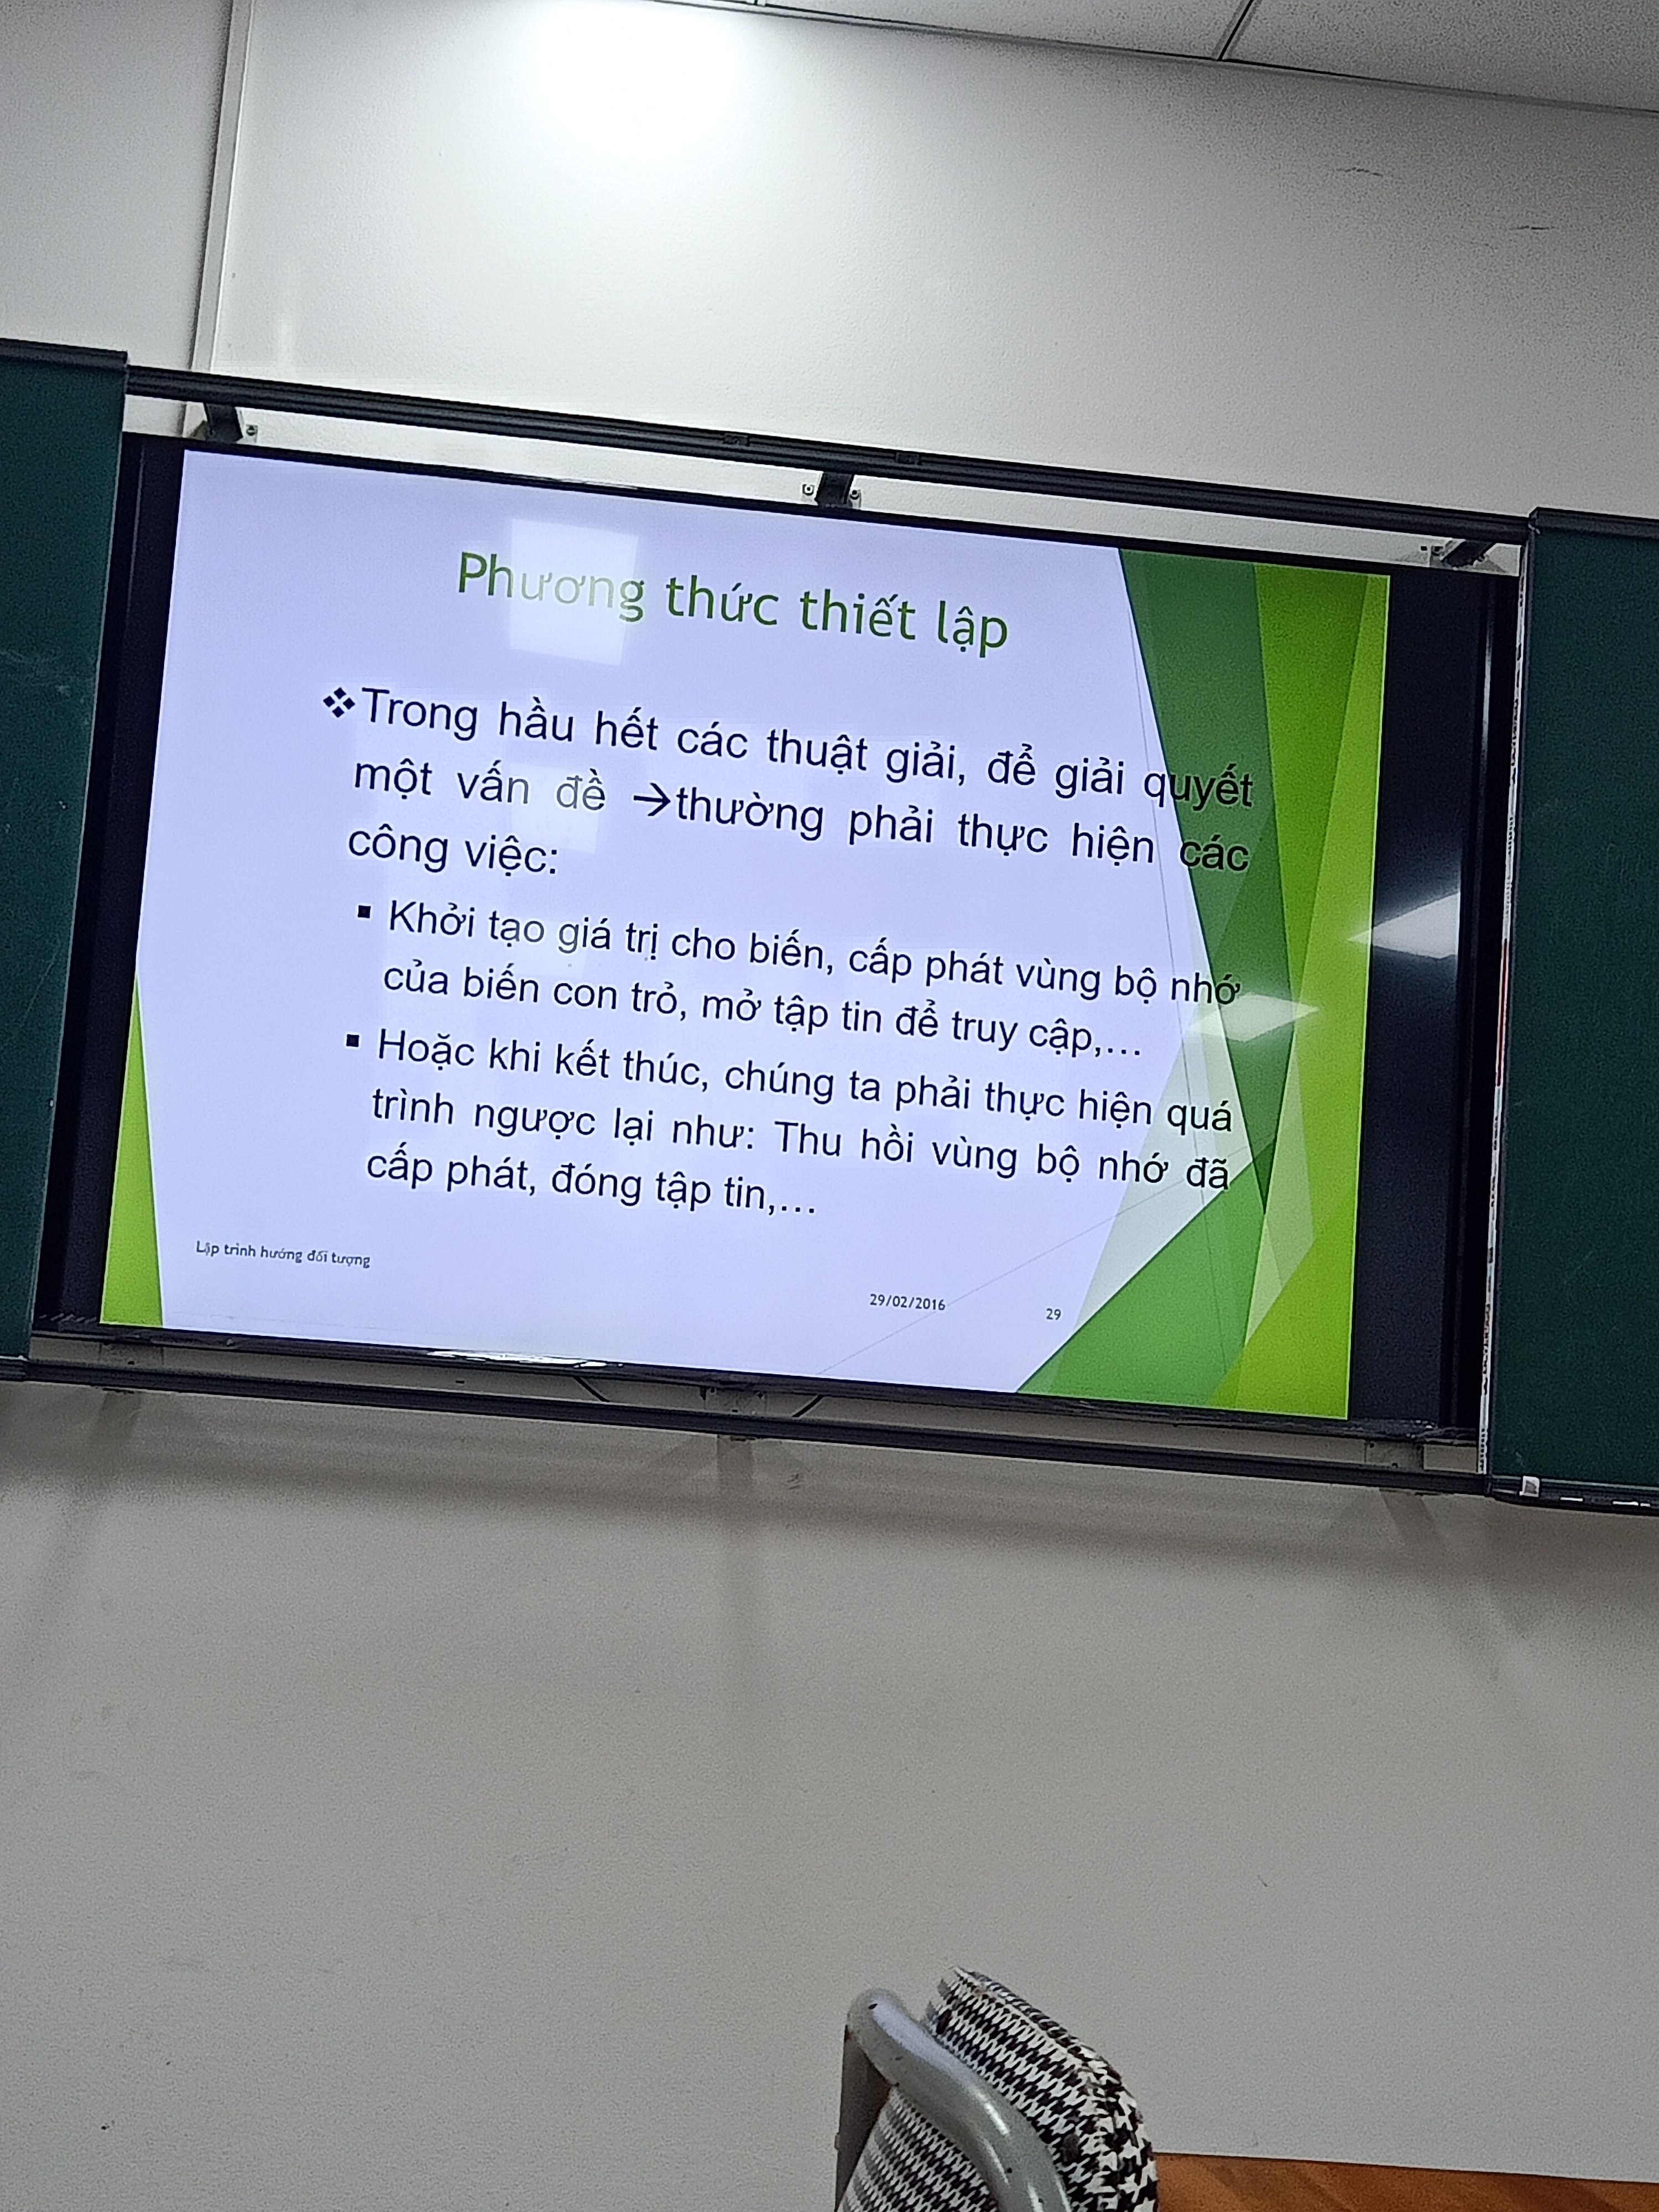 Phương thức thiết lập
❖Trong hầu hết các thuật giải, để giải quyết
một vấn đề →thường phải thực hiện các
công việc:
▪ Khởi tạo giá trị cho biến, cấp phát vùng bộ nhớ
của biến con trỏ, mở tập tin để truy cập,...
▪ Hoặc khi kết thúc, chúng ta phải thực hiện quá
trình ngược lại như: Thu hồi vùng bộ nhớ đã
cấp phát, đóng tập tin,...
Lập trình hướng đối tượng
29/02/2016
29